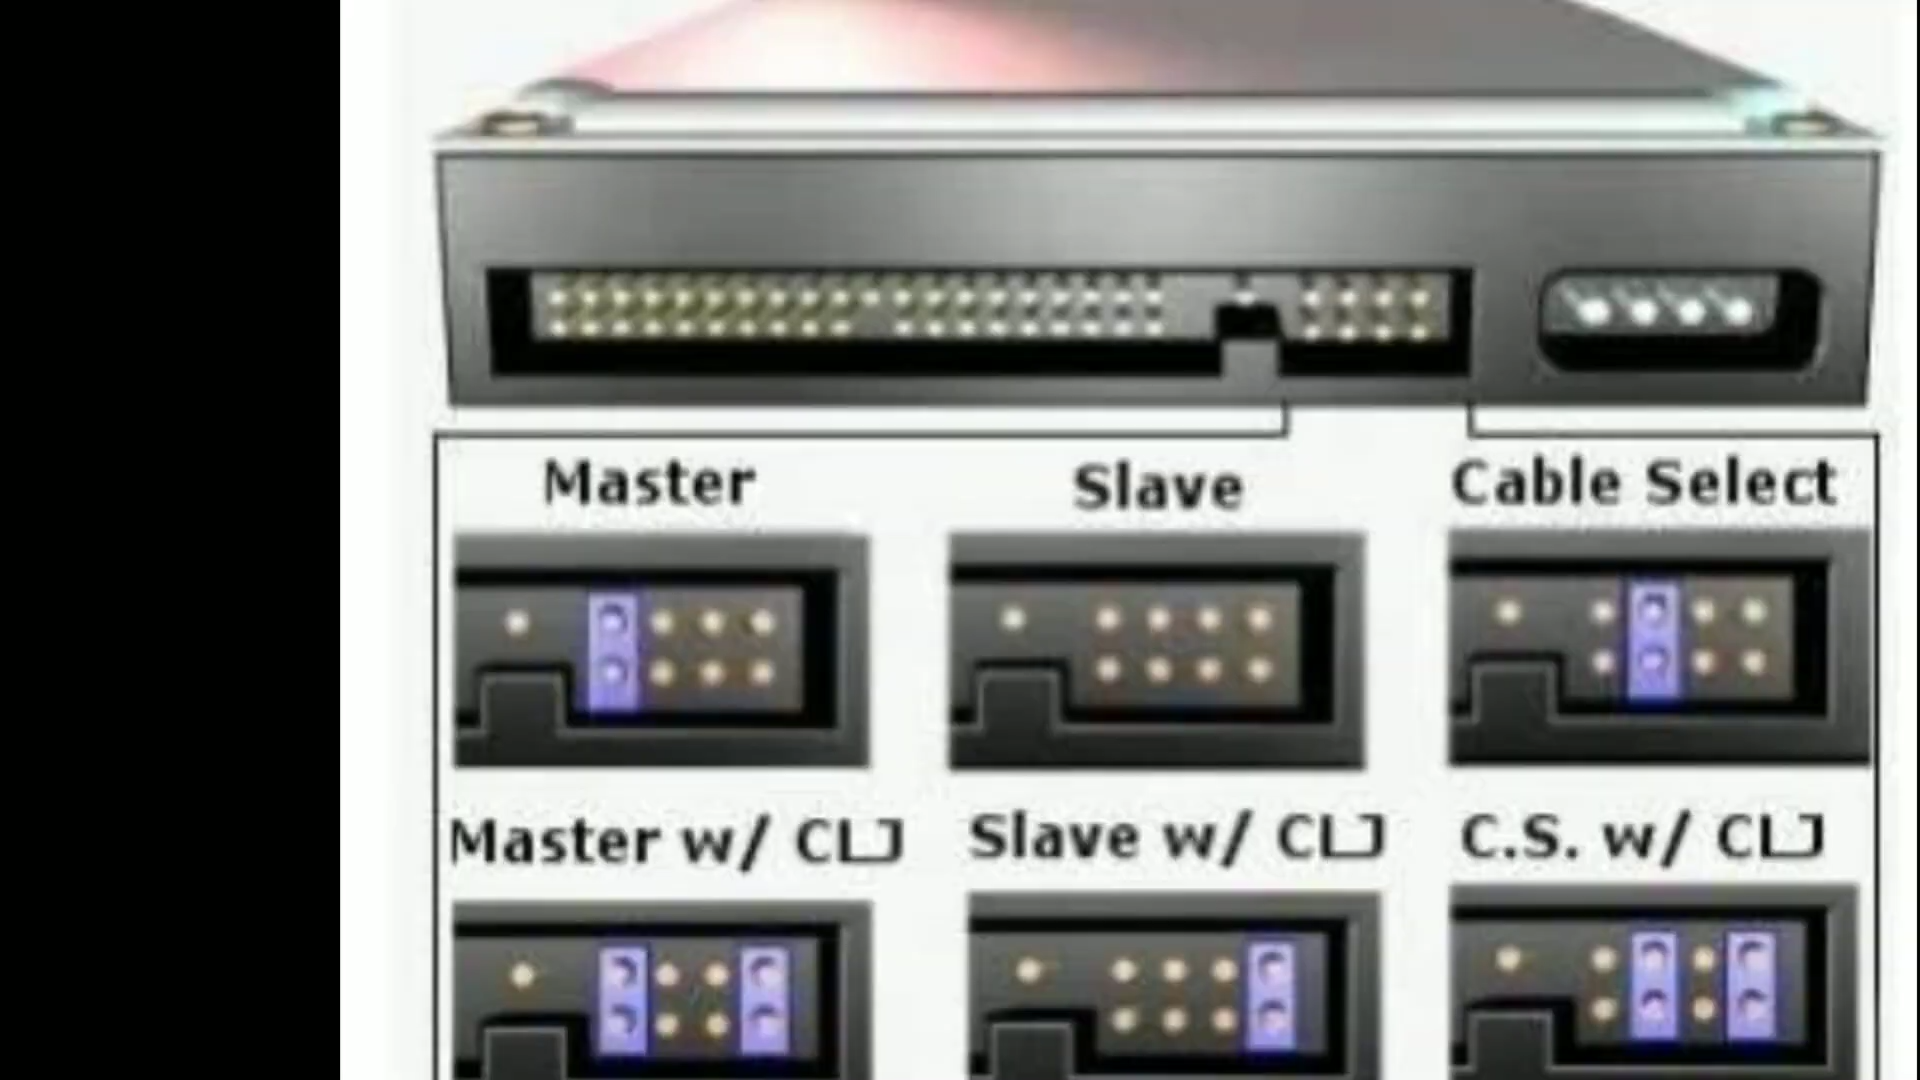 Master
Slave
Cable Select
Master w/ CLJ
Slave w/ CLJ
C.S. w/ CLJ